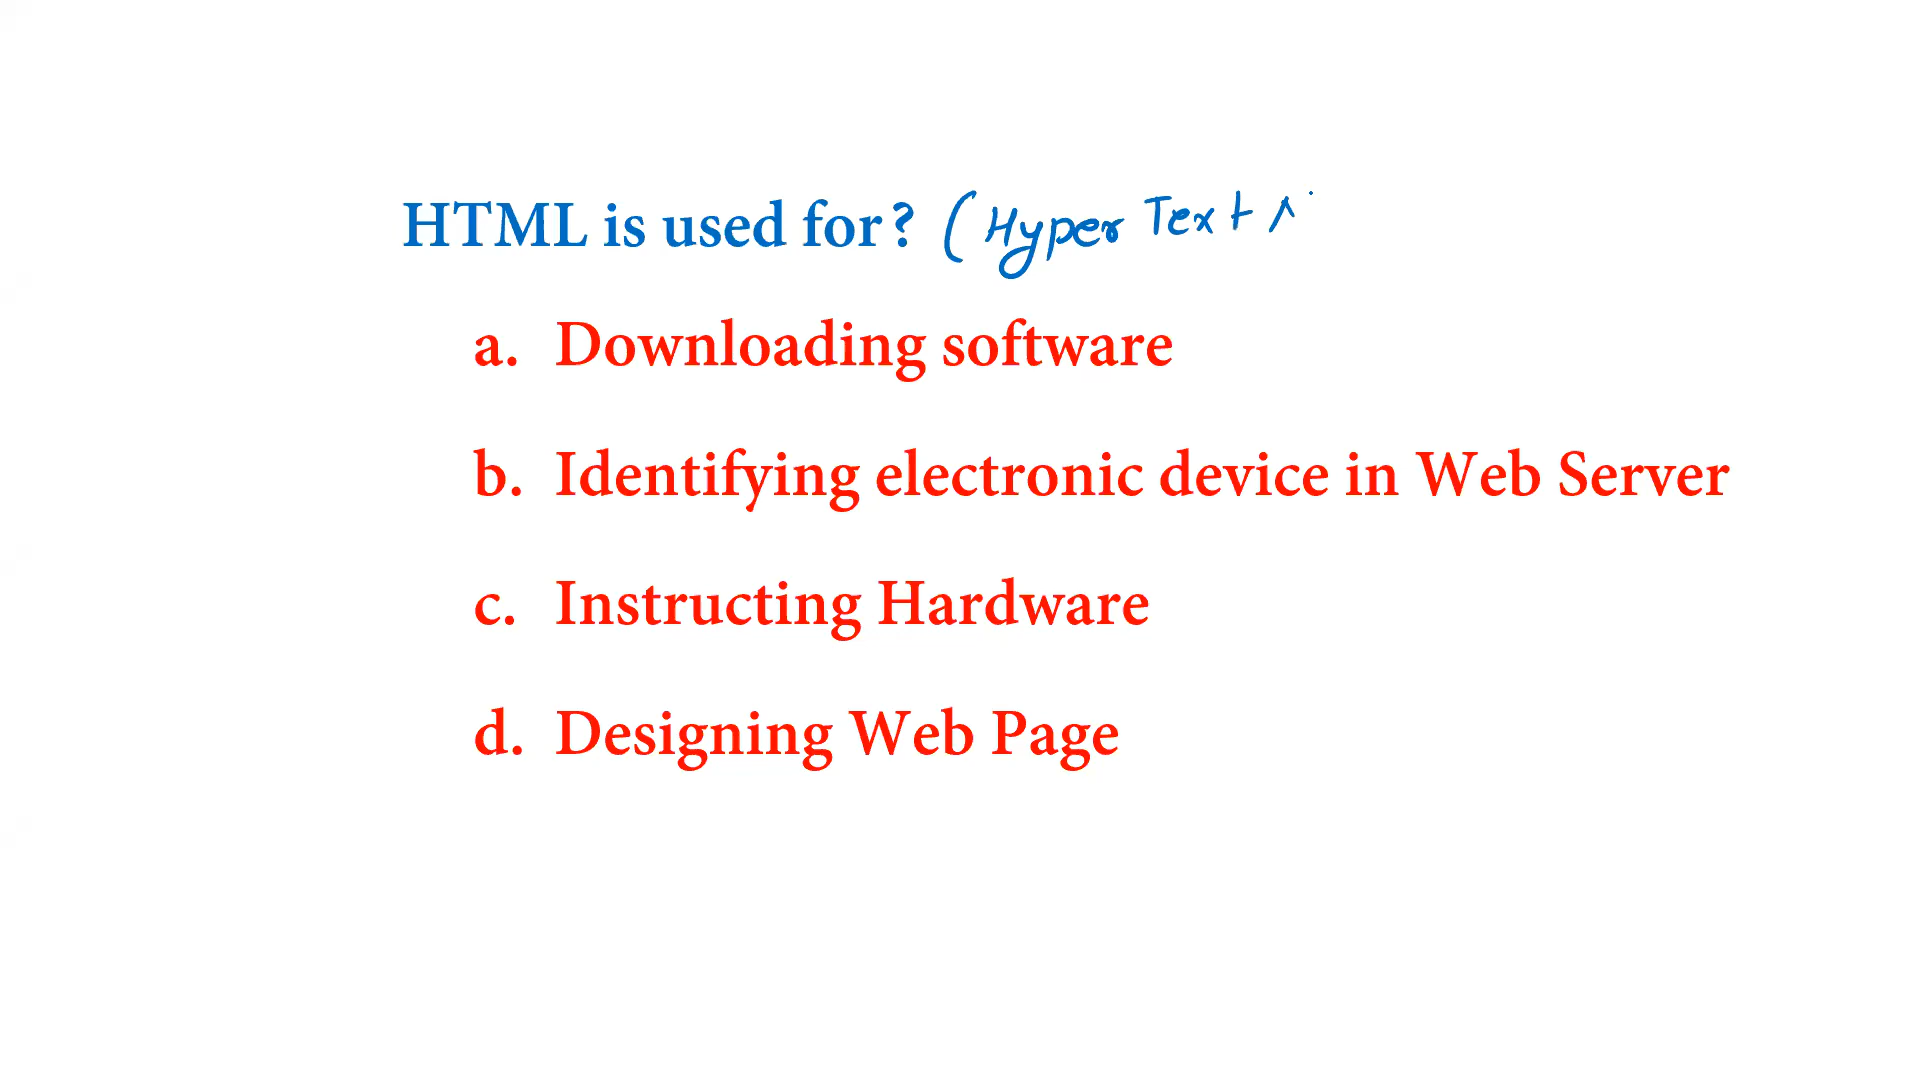 HTML is used for? (Hyper Text
a. Downloading software
b. Identifying electronic device in Web Server
c. Instructing Hardware
d. Designing Web Page